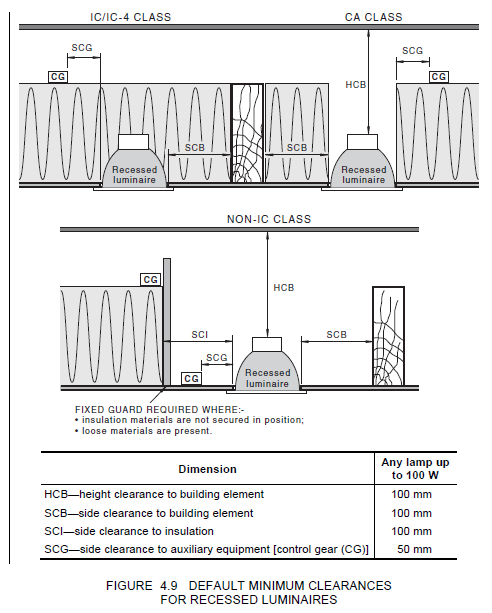 IC/IC-4 CLASS
CA CLASS
SCG
SCG
CG
CG
HCB
SCB
SCB
Recessed
luminaire
Recessed
luminaire
NON-IC CLASS
CG
HCB
SCI
SCB
SCG
CG
Recessed
luminaire
FIXED GUARD REQUIRED WHERE:-
• insulation materials are not secured in position;
• loose materials are present.
Dimension
Any lamp up
to 100 W
HCB—height clearance to building element 100 mm
SCB—side clearance to building element 100 mm
SCI—side clearance to insulation 100 mm
SCG—side clearance to auxiliary equipment [control gear (CG)] 50 mm
FIGURE 4.9 DEFAULT MINIMUM CLEARANCES
FOR RECESSED LUMINAIRES